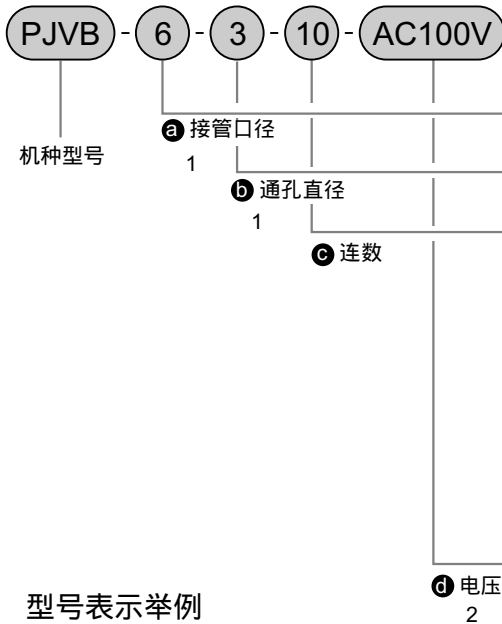 PJVB - 6 - 3 - 10 - AC100V
机种型号
a 接管口径
1
b 通孔直径
1
c 连数
d 电压
2
型号表示举例